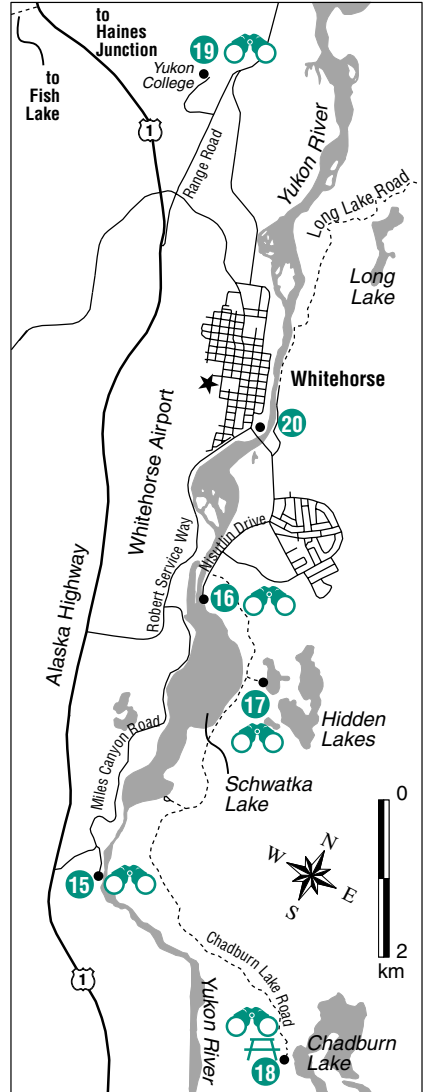 to
Haines
Junction
to
Fish
Lake
19
Yukon
College
1
Range Road
Yukon River
Long Lake Road
Long
Lake
Whitehorse
Whitehorse Airport
20
Alaska Highway
Robert Service Way
Nisutlin Drive
16
17
Hidden
Lakes
Miles Canyon Road
Schwatka
Lake
0
N
W
E
S
15
2
km
1
Chadburn Lake Road
Yukon River
18
Chadburn
Lake